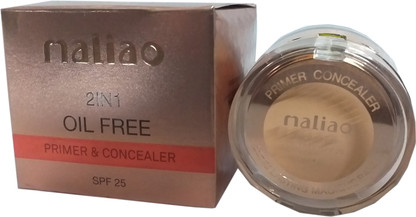 maliao
2IN1
OIL FREE
PRIMER & CONCEALER
SPF 25
PRIMER CONCEALER
maliao